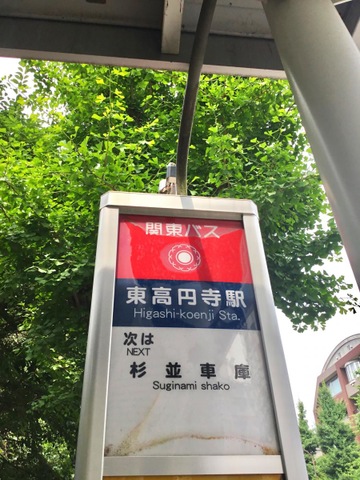 関東バス
東高円寺駅
Higashi-koenji Sta.
次は
NEXT
杉並車庫
Suginami shako